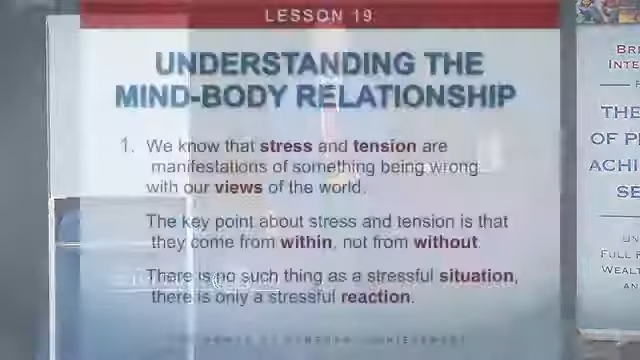 LESSON 19
UNDERSTANDING THE
MIND-BODY RELATIONSHIP
1. We know that stress and tension are
manifestations of something being wrong
with our views of the world.
The key point about stress and tension is that
they come from within, not from without.
There is no such thing as a stressful situation,
there is only a stressful reaction.
THE
OF